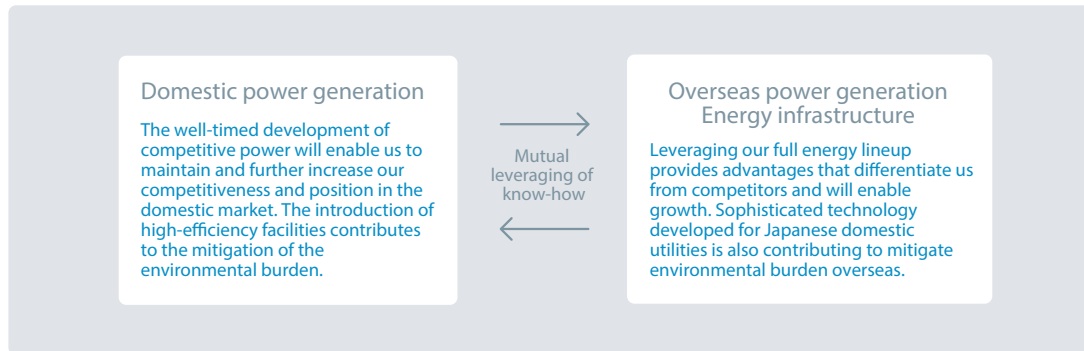 Domestic power generation
The well-timed development of
competitive power will enable us to
maintain and further increase our
competitiveness and position in the
domestic market. The introduction of
high-efficiency facilities contributes
to the mitigation of the
environmental burden.
Mutual
leveraging of
know-how
Overseas power generation
Energy infrastructure
Leveraging our full energy lineup
provides advantages that differentiate us
from competitors and will enable
growth. Sophisticated technology
developed for Japanese domestic
utilities is also contributing to mitigate
environmental burden overseas.